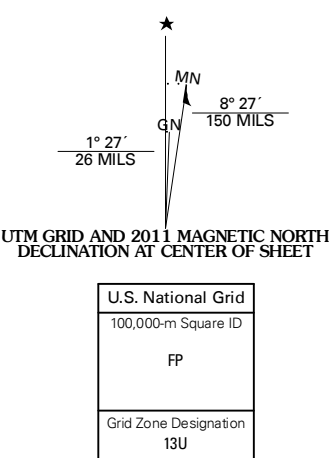 MN
8° 27´
150 MILS
GN
1° 27´
26 MILS
UTM GRID AND 2011 MAGNETIC NORTH
DECLINATION AT CENTER OF SHEET
U.S. National Grid
100,000-m Square ID
FP
Grid Zone Designation
13U